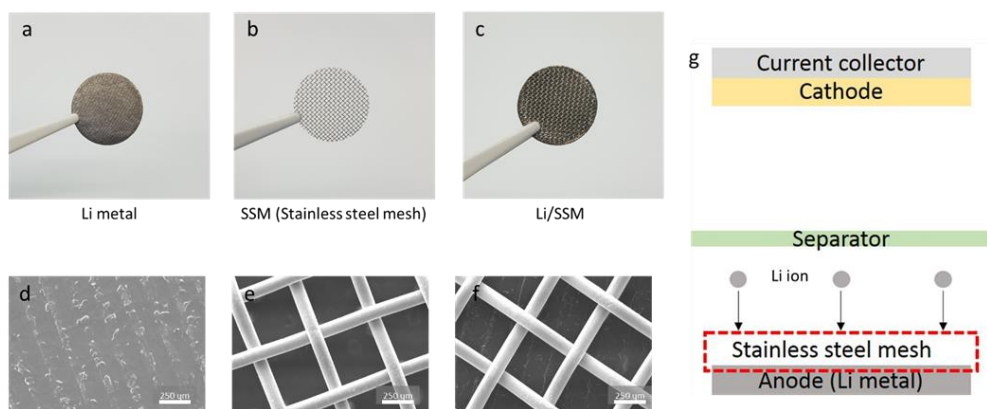 a
b
c
Li metal
SSM (Stainless steel mesh)
Li/SSM
d
250 μm
e
250 μm
f
250 μm
g
Current collector
Cathode
Separator
Li ion
Stainless steel mesh
Anode (Li metal)